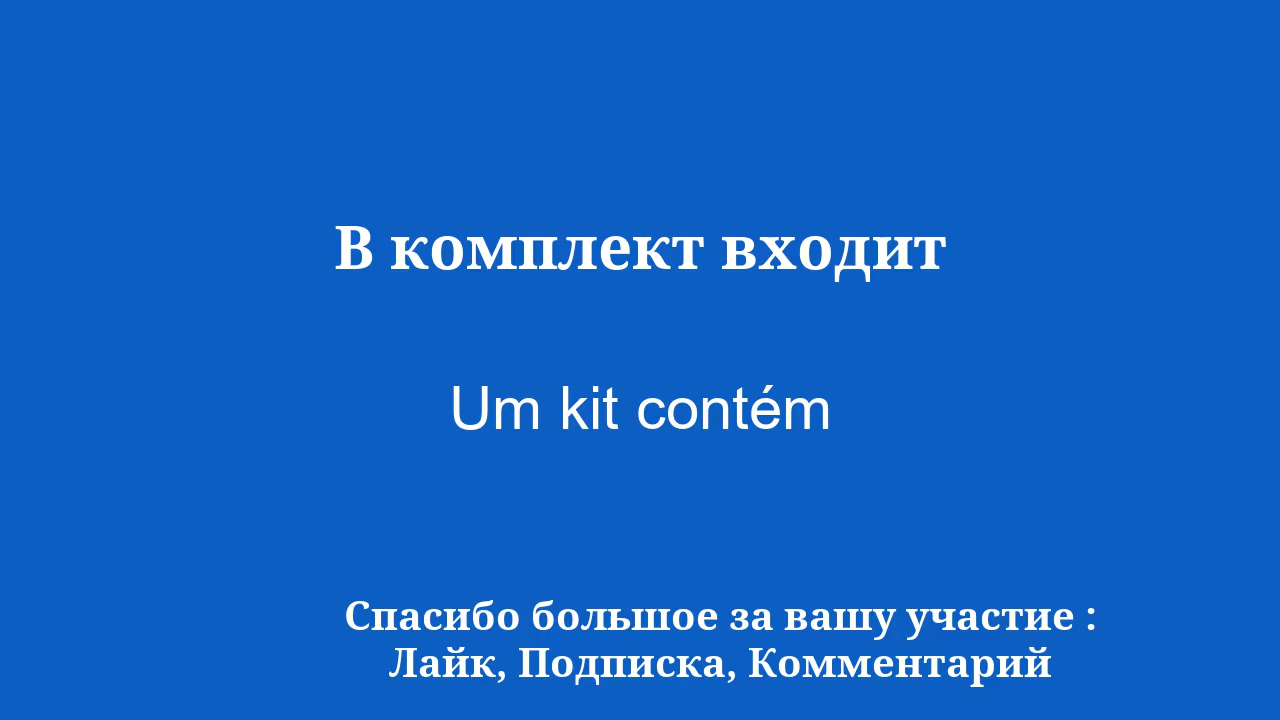 В комплект входит
Um kit contém
Спасибо большое за вашу участие :
Лайк, Подписка, Комментарий